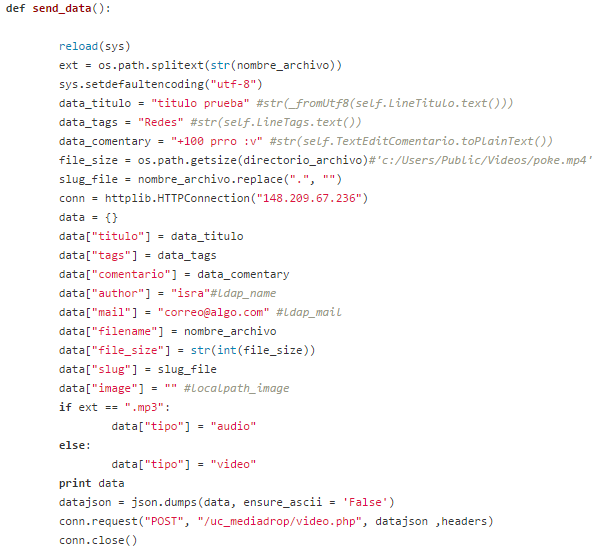 def send_data():
reload(sys)
ext = os.path.splitext(str(nombre_archivo))
sys.setdefaultencoding("utf-8")
data_titulo = "titulo prueba" #str(_fromUtf8(self.LineTitulo.text()))
data_tags = "Redes" #str(self.LineTags.text())
data_comentary = "+100 prro :v" #str(self.TextEditComentario.toPlainText())
file_size = os.path.getsize(directorio_archivo)#'c:/Users/Public/Videos/poke.mp4'
slug_file = nombre_archivo.replace(".", "")
conn = httplib.HTTPConnection("148.209.67.236")
data = {}
data["titulo"] = data_titulo
data["tags"] = data_tags
data["comentario"] = data_comentary
data["author"] = "isra"#ldap_name
data["mail"] = "correo@algo.com" #ldap_mail
data["filename"] = nombre_archivo
data["file_size"] = str(int(file_size))
data["slug"] = slug_file
data["image"] = "" #localpath_image
if ext == ".mp3":
data["tipo"] = "audio"
else:
data["tipo"] = "video"
print data
datajson = json.dumps(data, ensure_ascii = 'False')
conn.request("POST", "/uc_mediadrop/video.php", datajson ,headers)
conn.close()